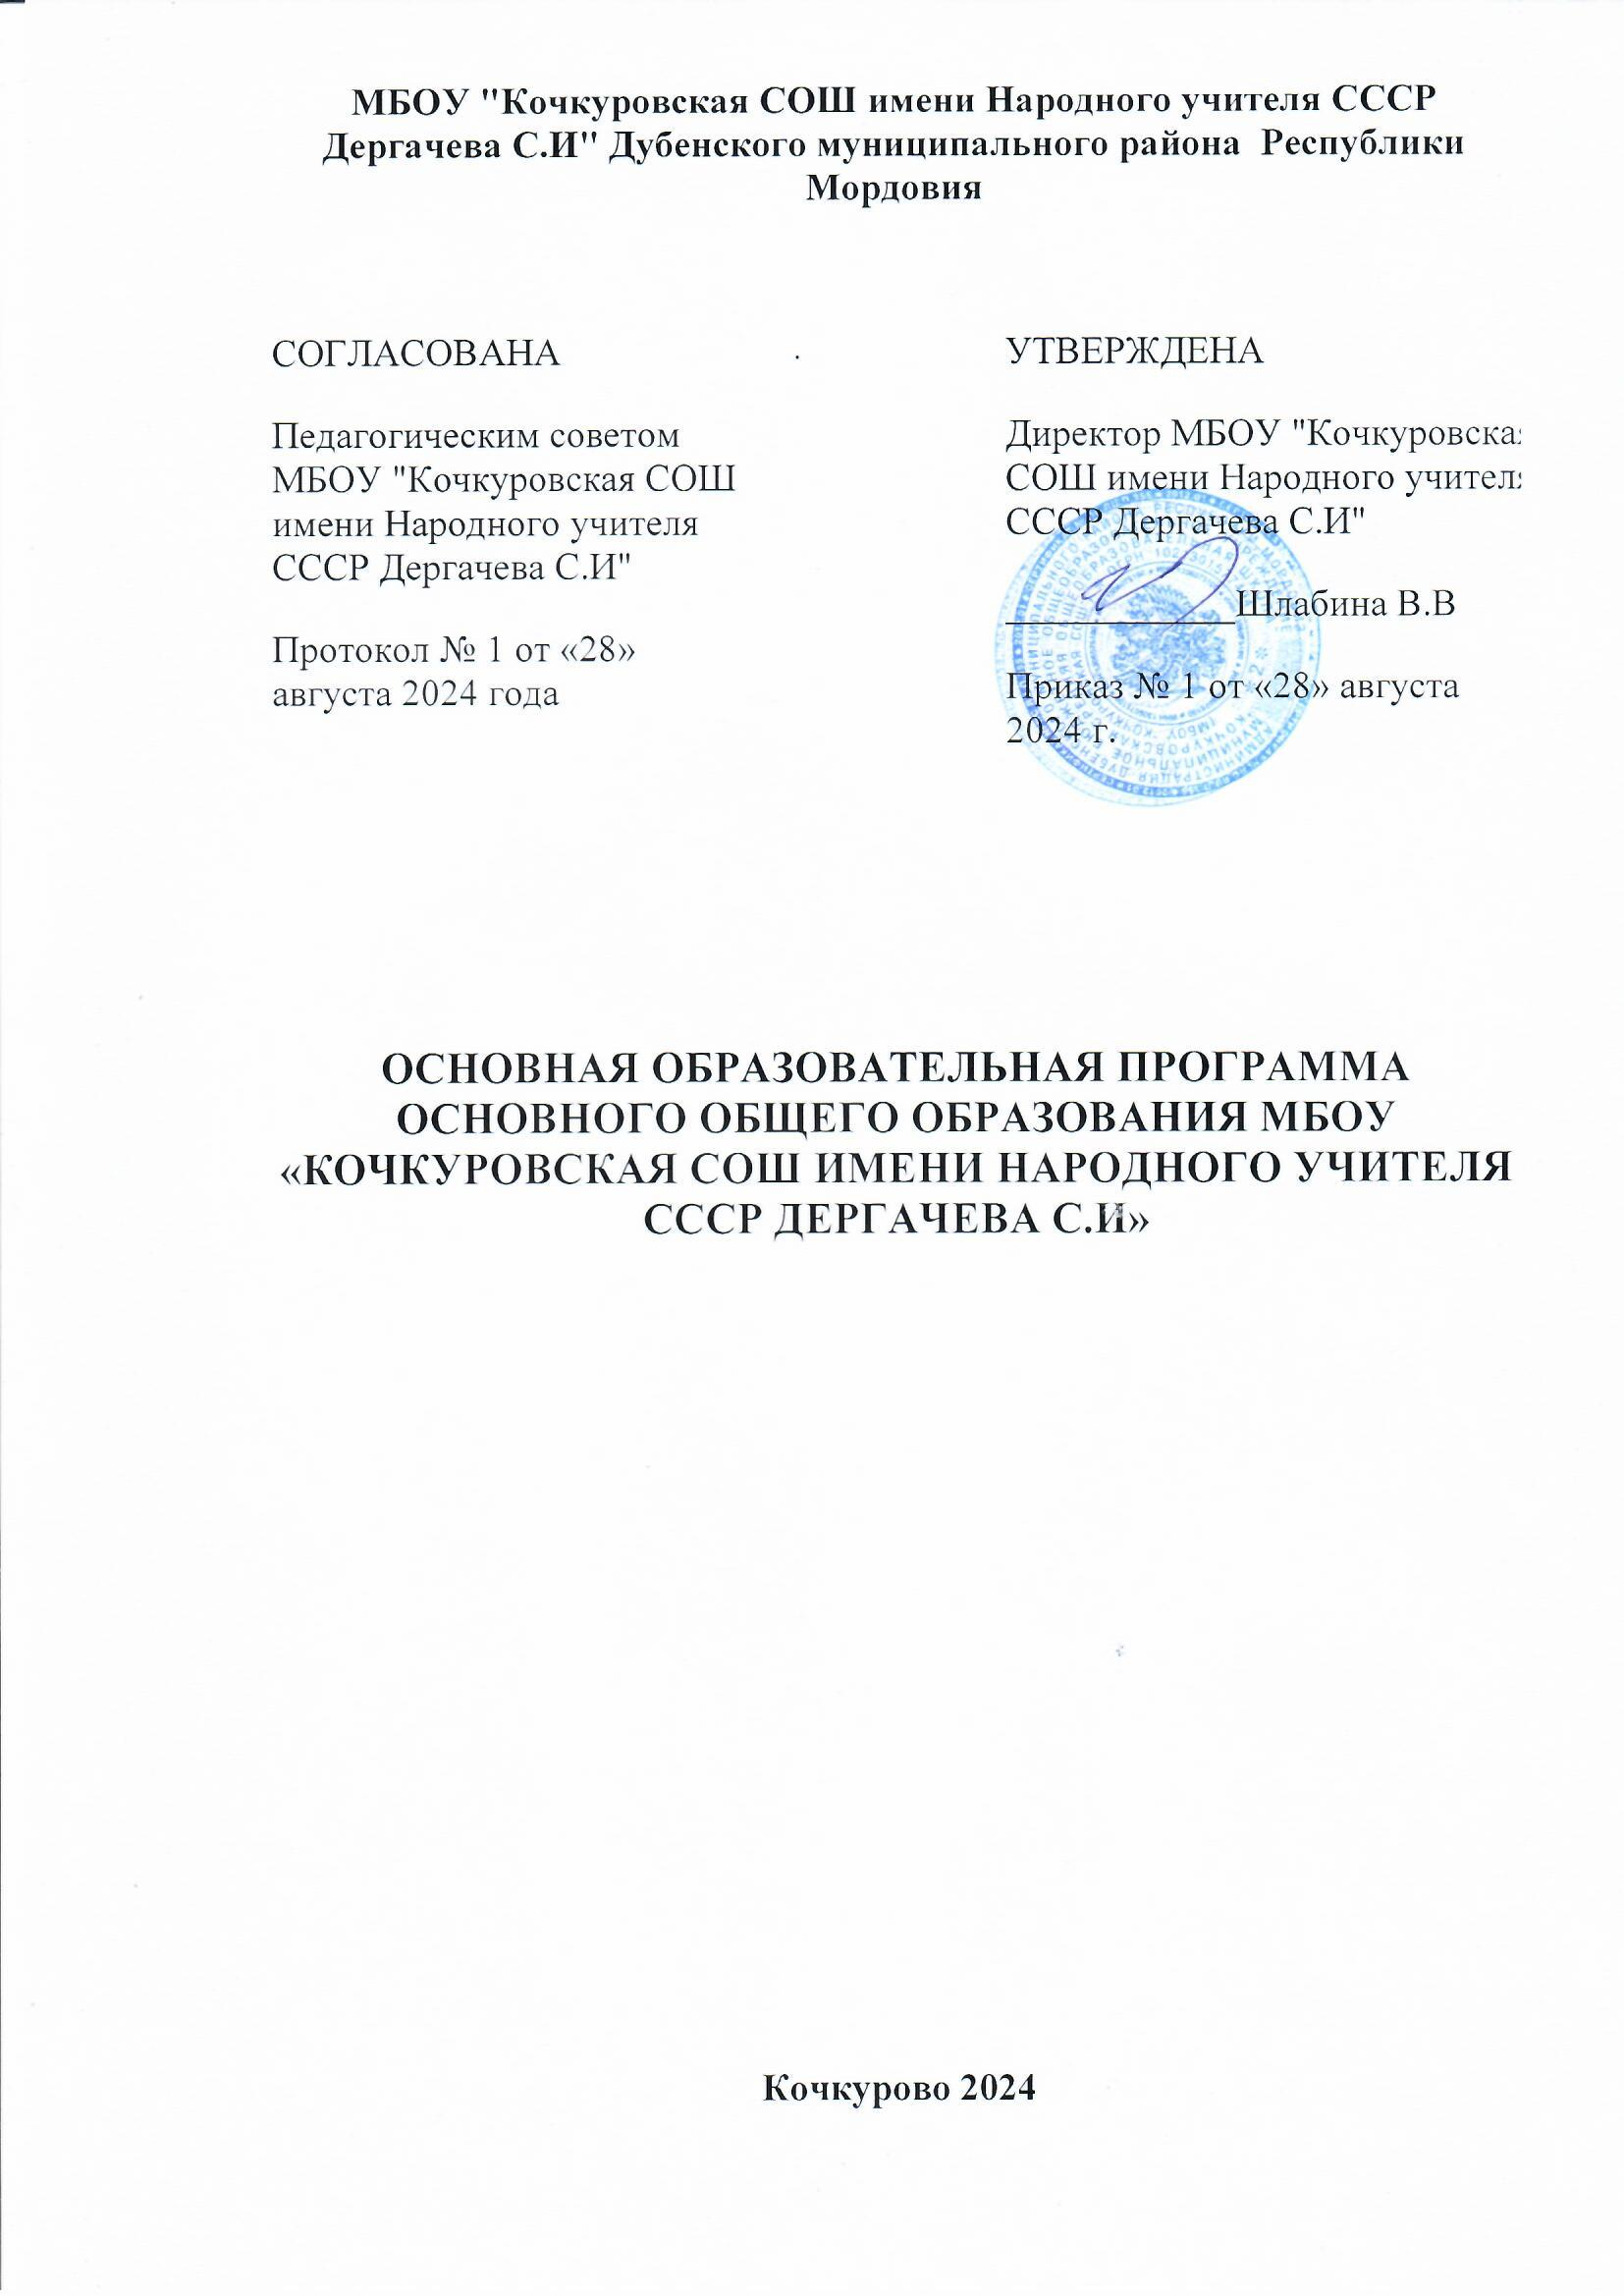 МБОУ "Кочкуровская СОШ имени Народного учителя СССР
Дергачева С.И" Дубенского муниципального района Республики
Мордовия
СОГЛАСОВАНА
Педагогическим советом
МБОУ "Кочкуровская СОШ
имени Народного учителя
СССР Дергачева С.И"
Протокол № 1 от «28»
августа 2024 года
УТВЕРЖДЕНА
Директор МБОУ "Кочкуровская
СОШ имени Народного учителя
СССР Дергачева С.И"
Шлабина В.В
Приказ № 1 от «28» августа
2024 г.
ОСНОВНАЯ ОБРАЗОВАТЕЛЬНАЯ ПРОГРАММА
ОСНОВНОГО ОБЩЕГО ОБРАЗОВАНИЯ МБОУ
«КОЧКУРОВСКАЯ СОШ ИМЕНИ НАРОДНОГО УЧИТЕЛЯ
СССР ДЕРГАЧЕВА С.И»
Кочкурово 2024